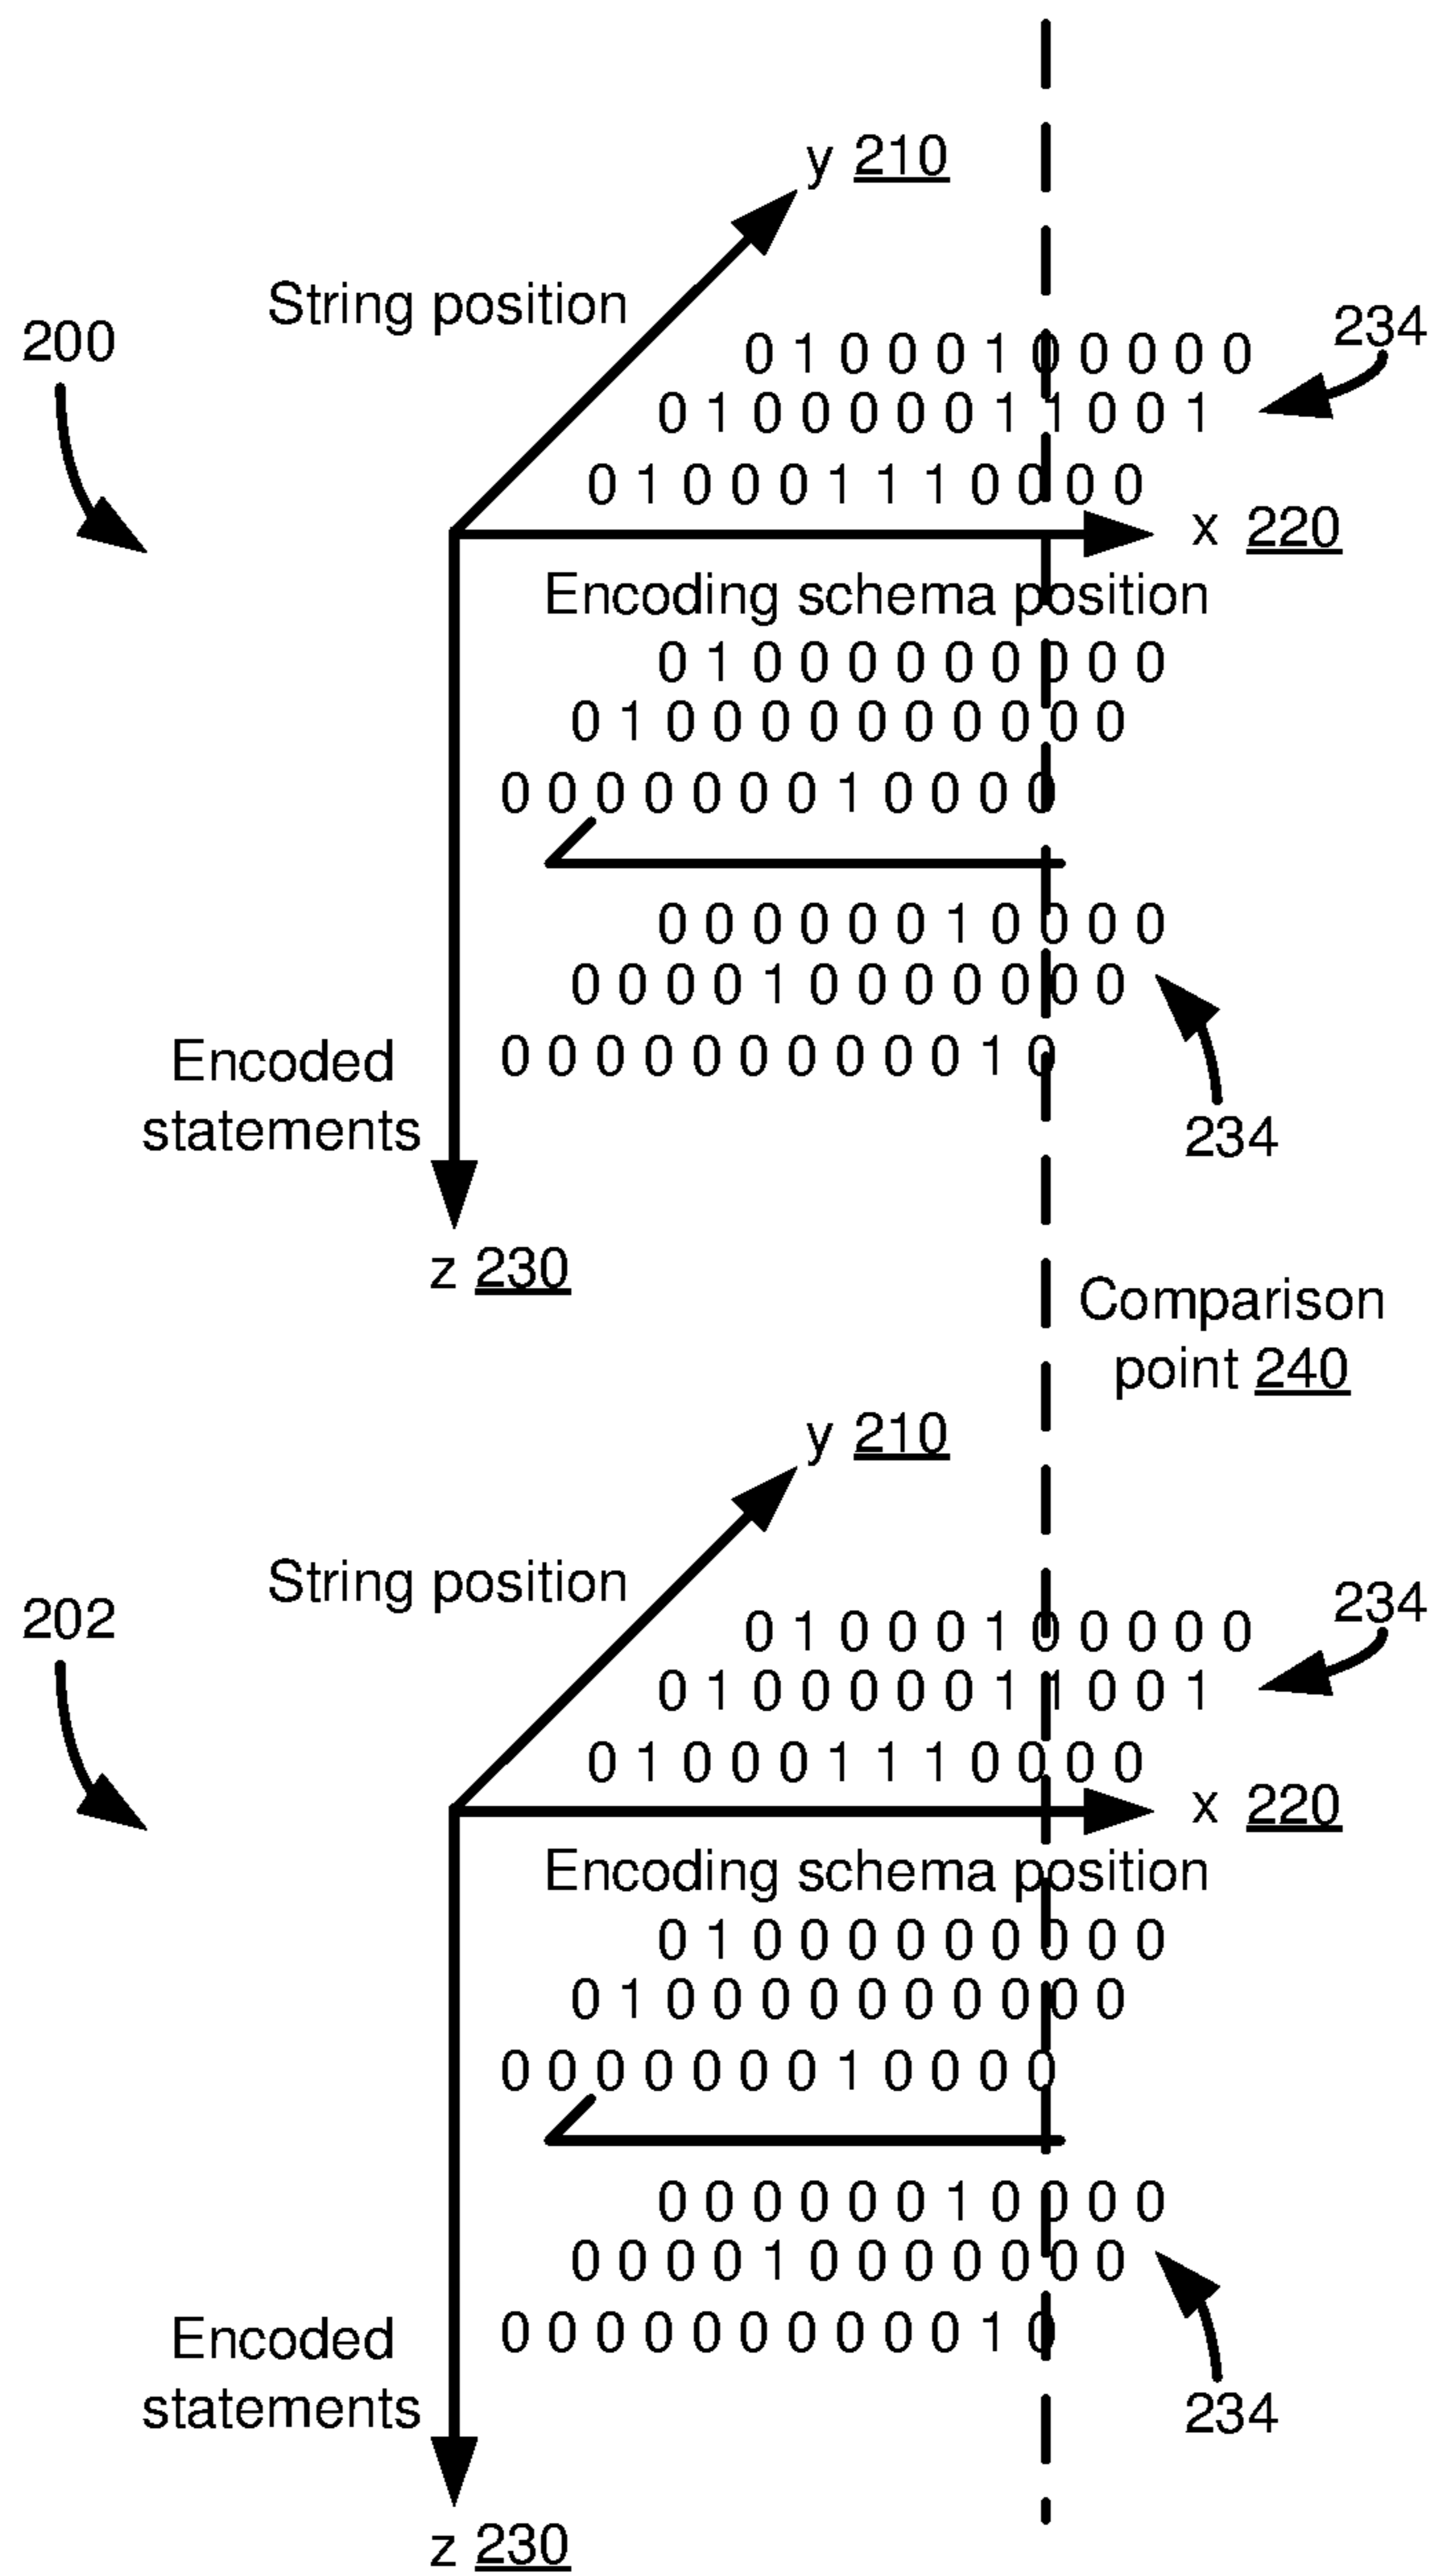 y 210
String position
200
234
0 1 0 0 0 1 0 0 0 0 0
0 1 0 0 0 0 0 1 1 0 0 1
0 1 0 0 0 1 1 1 0 0 0 0
x 220
Encoding schema position
0 1 0 0 0 0 0 0 0 0 0
0 1 0 0 0 0 0 0 0 0 0 0
0 0 0 0 0 0 0 1 0 0 0 0
0 0 0 0 0 0 1 0 0 0 0
0 0 0 0 1 0 0 0 0 0 0 0
0 0 0 0 0 0 0 0 0 0 1 0
Encoded
statements
234
z 230
Comparison
point 240
y 210
String position
202
234
0 1 0 0 0 1 0 0 0 0 0
0 1 0 0 0 0 0 1 1 0 0 1
0 1 0 0 0 1 1 1 0 0 0 0
x 220
Encoding schema position
0 1 0 0 0 0 0 0 0 0 0
0 1 0 0 0 0 0 0 0 0 0 0
0 0 0 0 0 0 0 1 0 0 0 0
0 0 0 0 0 0 1 0 0 0 0
0 0 0 0 1 0 0 0 0 0 0 0
0 0 0 0 0 0 0 0 0 0 1 0
Encoded
statements
234
z 230